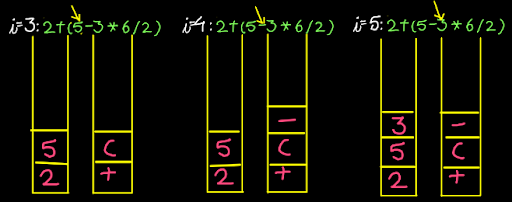 i=3: 2+(5-3*6/2)
5 (
2 +
i=4: 2+(5-3*6/2)
-
5 (
2 +
i=5: 2+(5-3*6/2)
3 -
5 (
2 +